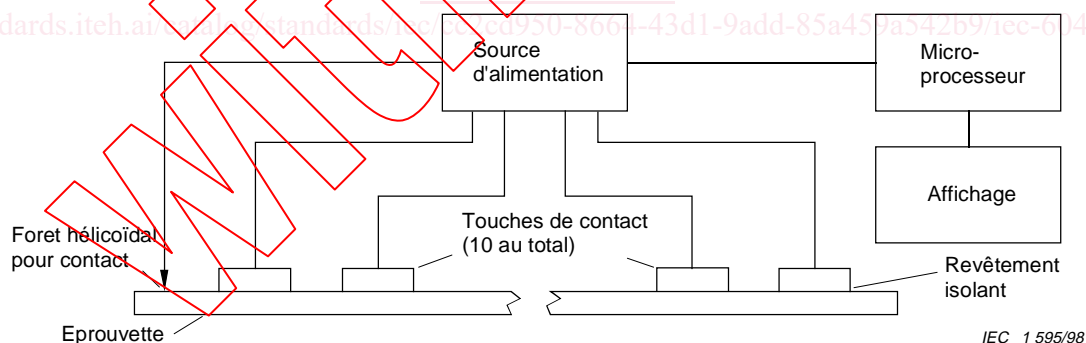 dards.iteh.ai/catalog/standards/iec/cc2cd950-8664-43d1-9add-85a459a542b9/iec-604
Source
d'alimentation
Micro-
processeur
Affichage
Touches de contact
(10 au total)
Foret hélicoïdal
pour contact
Revêtement
isolant
Eprouvette
IEC 1 595/98